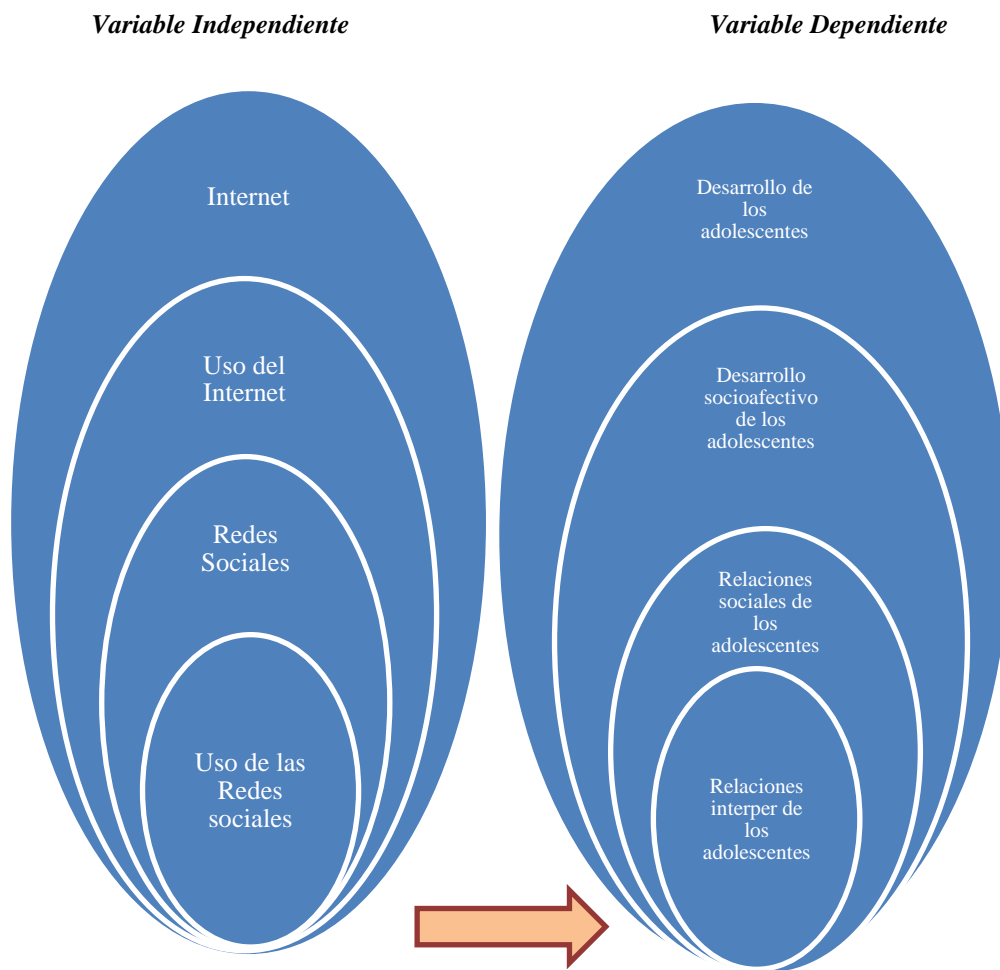 Variable Independiente
Variable Dependiente
Internet
Uso del
Internet
Redes
Sociales
Uso de las
Redes
sociales
Desarrollo de
los
adolescentes
Desarrollo
socioafectivo
de los
adolescentes
Relaciones
sociales de
los
adolescentes
Relaciones
interper de
los
adolescentes